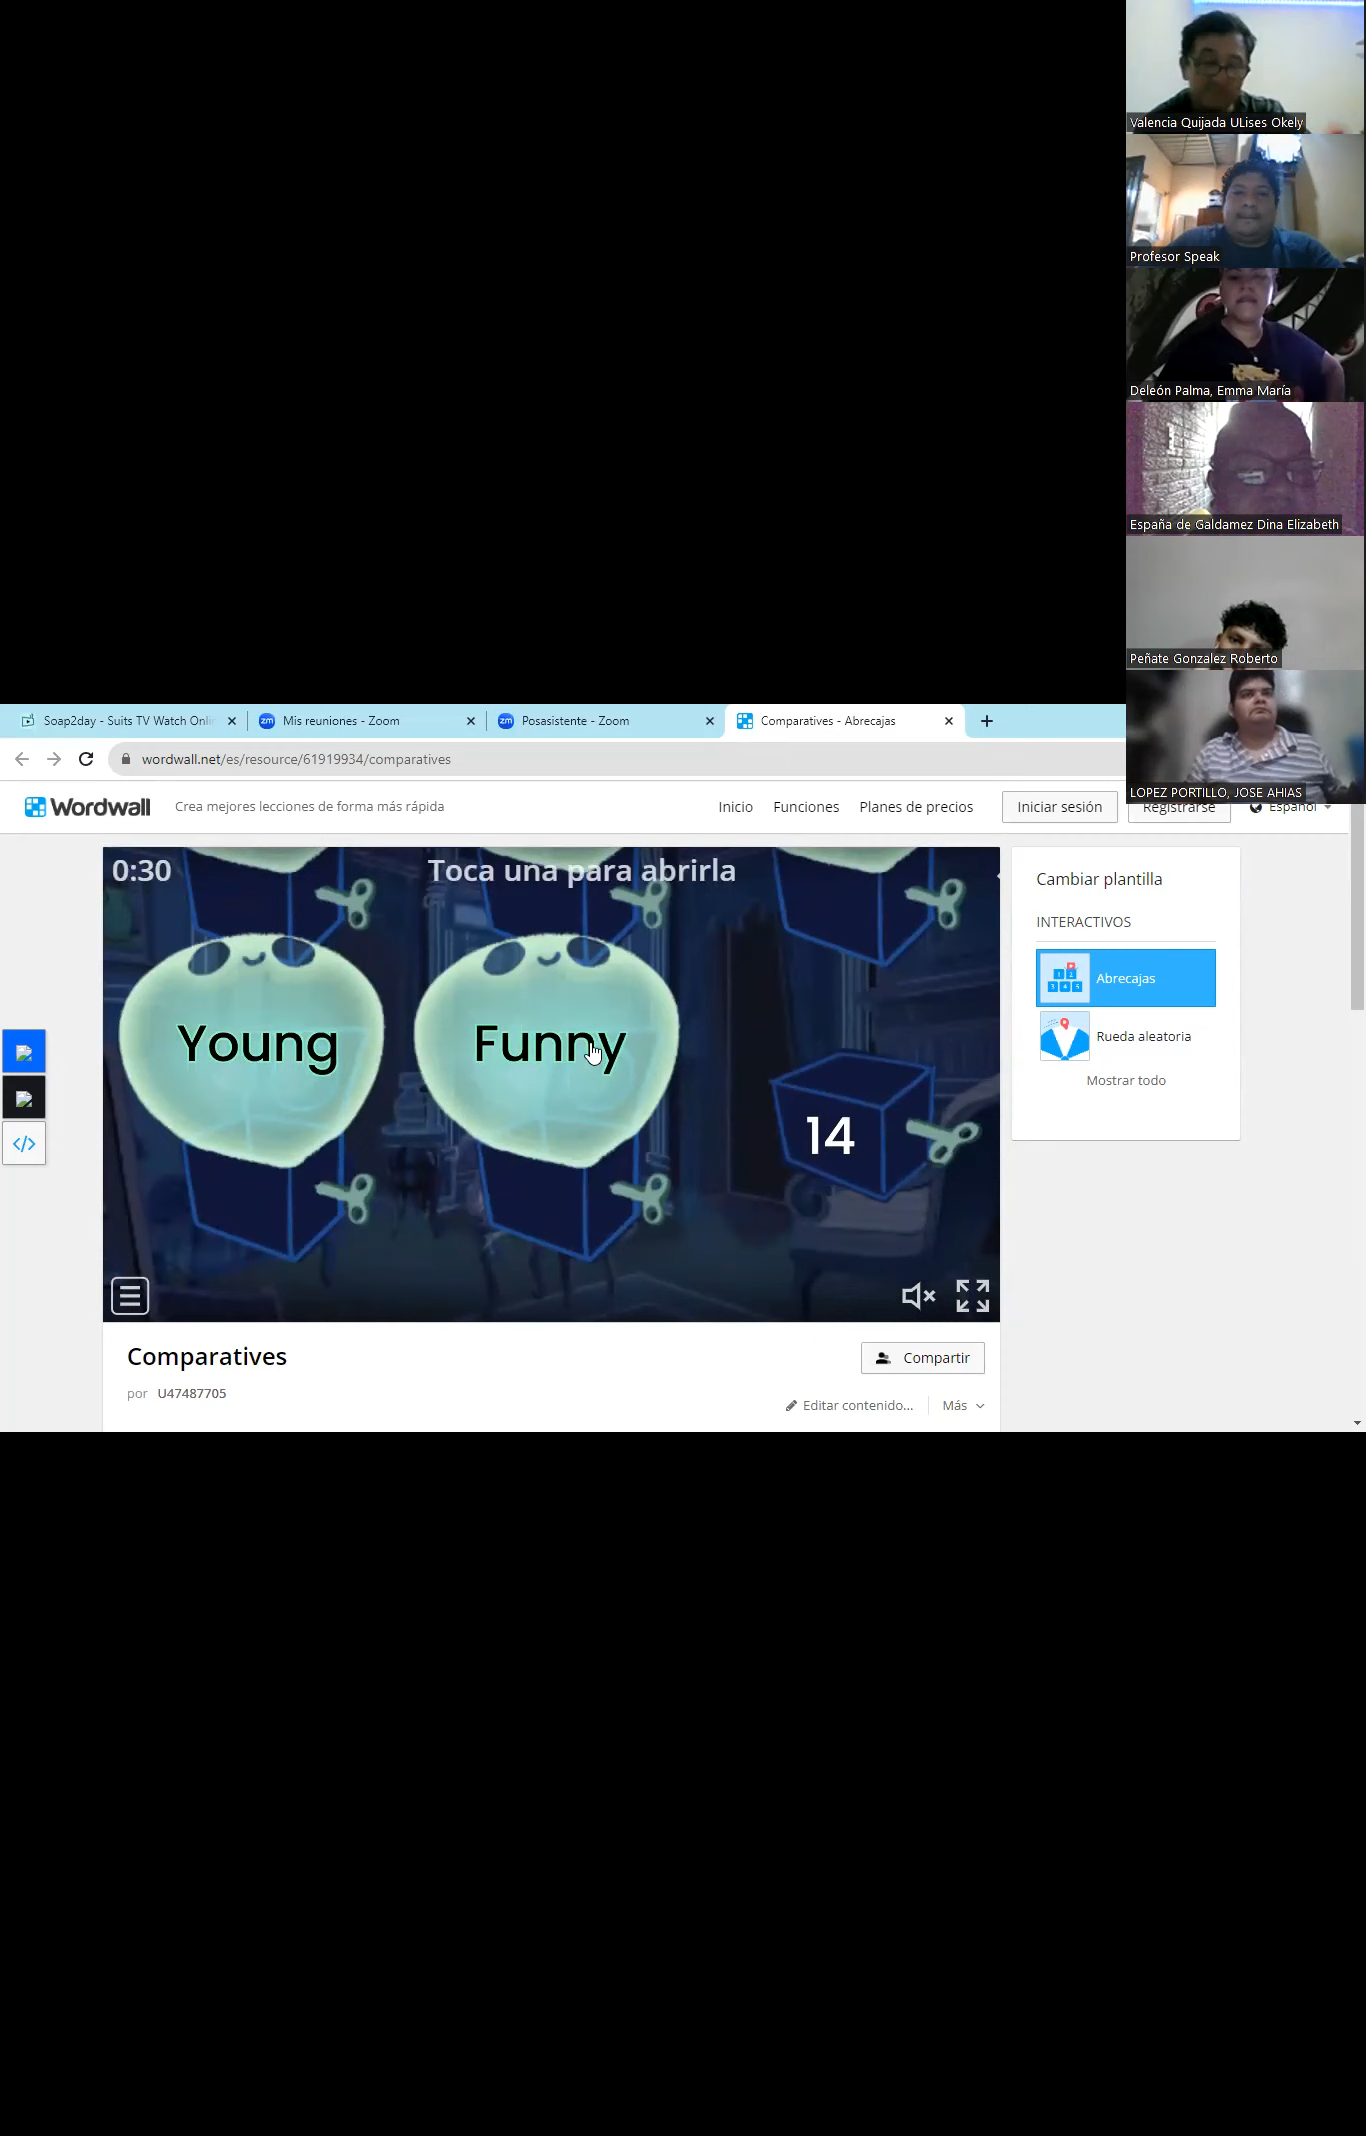 Valencia Quijada ULises Okely
Profesor Speak
Deleón Palma, Emma María
España de Galdamez Dina Elizabeth
Peñate Gonzalez Roberto
LOPEZ PORTILLO, JOSE AHIAS
Soap2day - Suits TV Watch Onli
Mis reuniones - Zoom
Posasistente - Zoom
Comparatives - Abrecajas
wordwall.net/es/resource/61919934/comparatives
Wordwall
Crea mejores lecciones de forma más rápida
Inicio
Funciones
Planes de precios
Iniciar sesión
Registrarse
Español
0:30
Toca una para abrirla
Young
Funny
14
Cambiar plantilla
INTERACTIVOS
Abrecajas
Rueda aleatoria
Mostrar todo
Comparatives
Compartir
por U47487705
Editar contenido...
Más